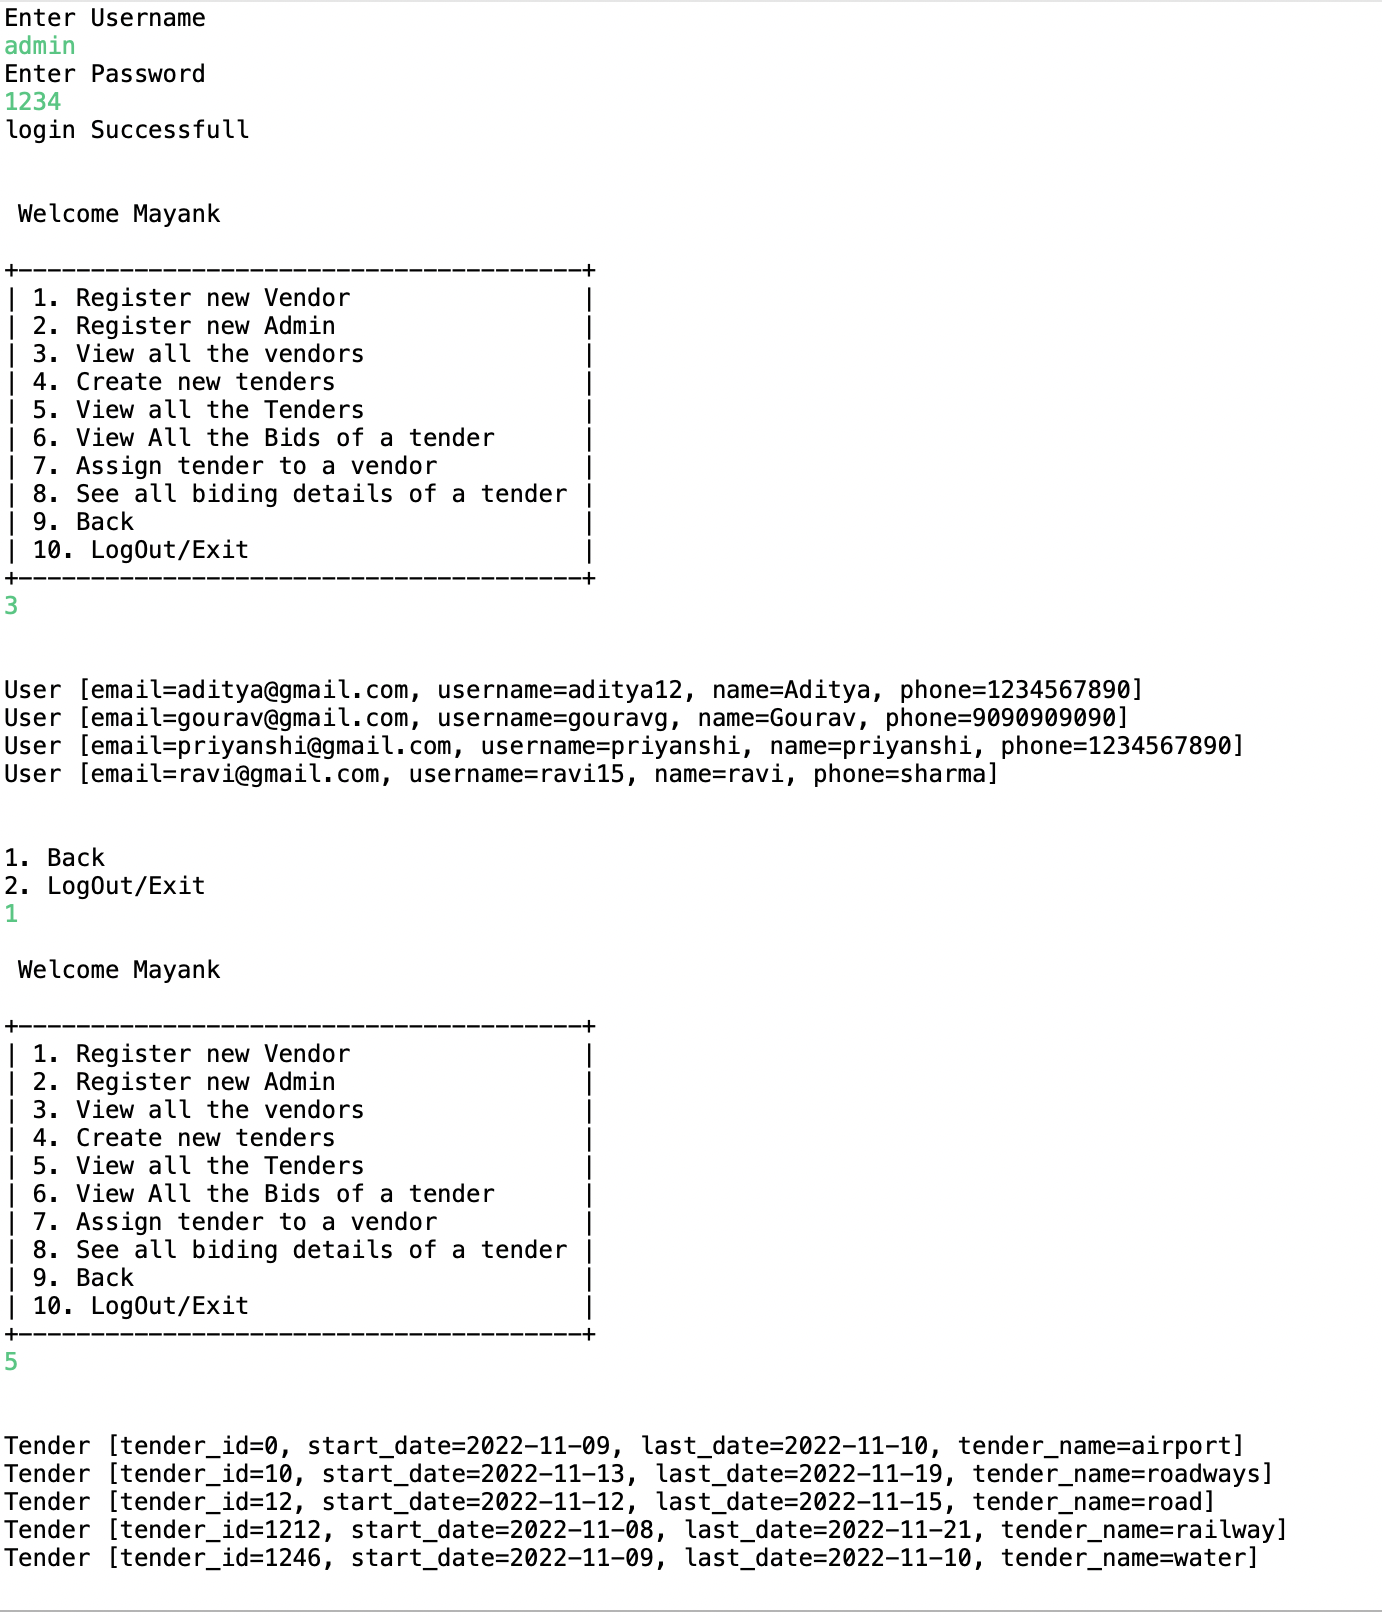 Enter Username
admin
Enter Password
1234
login Successfull
Welcome Mayank
+---------------------------------------+
| 1. Register new Vendor                |
| 2. Register new Admin                 |
| 3. View all the vendors               |
| 4. Create new tenders                 |
| 5. View all the Tenders               |
| 6. View All the Bids of a tender      |
| 7. Assign tender to a vendor          |
| 8. See all biding details of a tender |
| 9. Back                               |
| 10. LogOut/Exit                       |
+---------------------------------------+
3
User [email=aditya@gmail.com, username=aditya12, name=Aditya, phone=1234567890]
User [email=gourav@gmail.com, username=gouravg, name=Gourav, phone=9090909090]
User [email=priyanshi@gmail.com, username=priyanshi, name=priyanshi, phone=1234567890]
User [email=ravi@gmail.com, username=ravi15, name=ravi, phone=sharma]
1. Back
2. LogOut/Exit
1
Welcome Mayank
+---------------------------------------+
| 1. Register new Vendor                |
| 2. Register new Admin                 |
| 3. View all the vendors               |
| 4. Create new tenders                 |
| 5. View all the Tenders               |
| 6. View All the Bids of a tender      |
| 7. Assign tender to a vendor          |
| 8. See all biding details of a tender |
| 9. Back                               |
| 10. LogOut/Exit                       |
+---------------------------------------+
5
Tender [tender_id=0, start_date=2022-11-09, last_date=2022-11-10, tender_name=airport]
Tender [tender_id=10, start_date=2022-11-13, last_date=2022-11-19, tender_name=roadways]
Tender [tender_id=12, start_date=2022-11-12, last_date=2022-11-15, tender_name=road]
Tender [tender_id=1212, start_date=2022-11-08, last_date=2022-11-21, tender_name=railway]
Tender [tender_id=1246, start_date=2022-11-09, last_date=2022-11-10, tender_name=water]